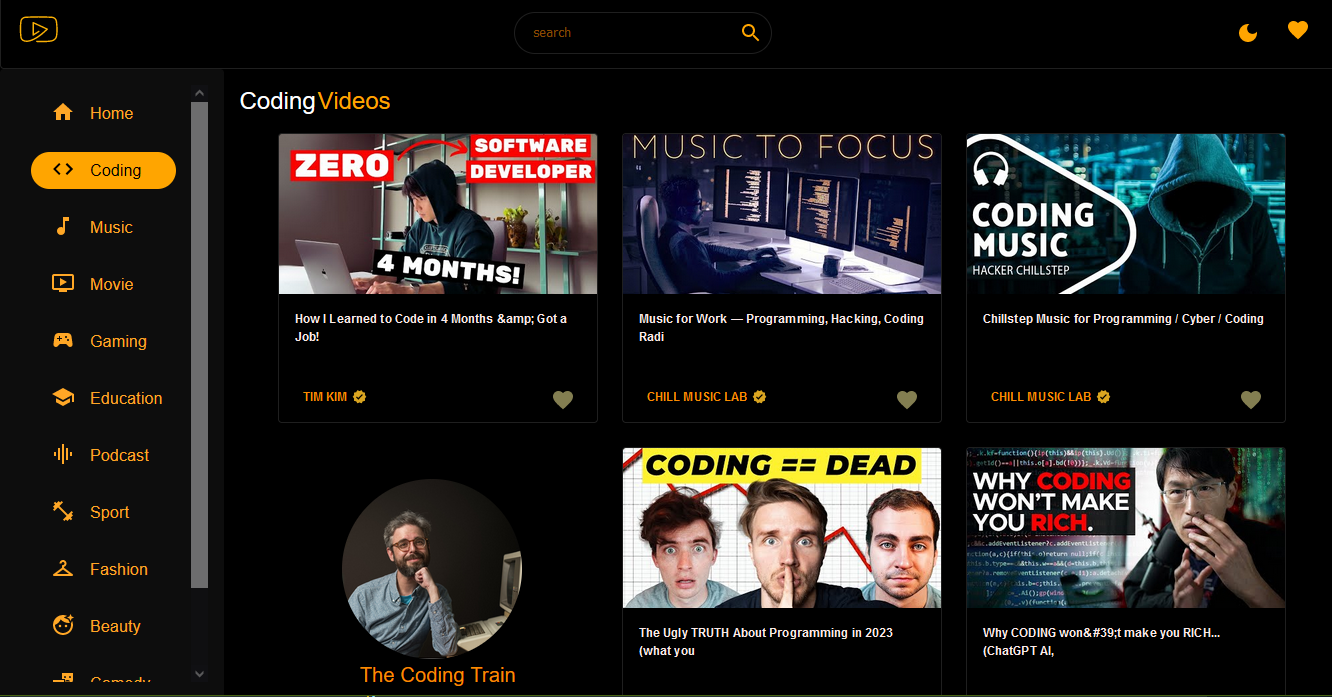 search
Home
Coding
Music
Movie
Gaming
Education
Podcast
Sport
Fashion
Beauty
Comedy
Coding Videos
ZERO
SOFTWARE
DEVELOPER
4 MONTHS!
How I Learned to Code in 4 Months &amp; Got a
Job!
TIM KIM
MUSIC TO FOCUS
Music for Work — Programming, Hacking, Coding
Radi
CHILL MUSIC LAB
CODING
MUSIC
HACKER CHILLSTEP
Chillstep Music for Programming / Cyber / Coding
CHILL MUSIC LAB
The Coding Train
CODING == DEAD
The Ugly TRUTH About Programming in 2023
(what you
WHY CODING
WON'T MAKE
YOU RICH.
Why CODING won&#39;t make you RICH...
(ChatGPT AI,